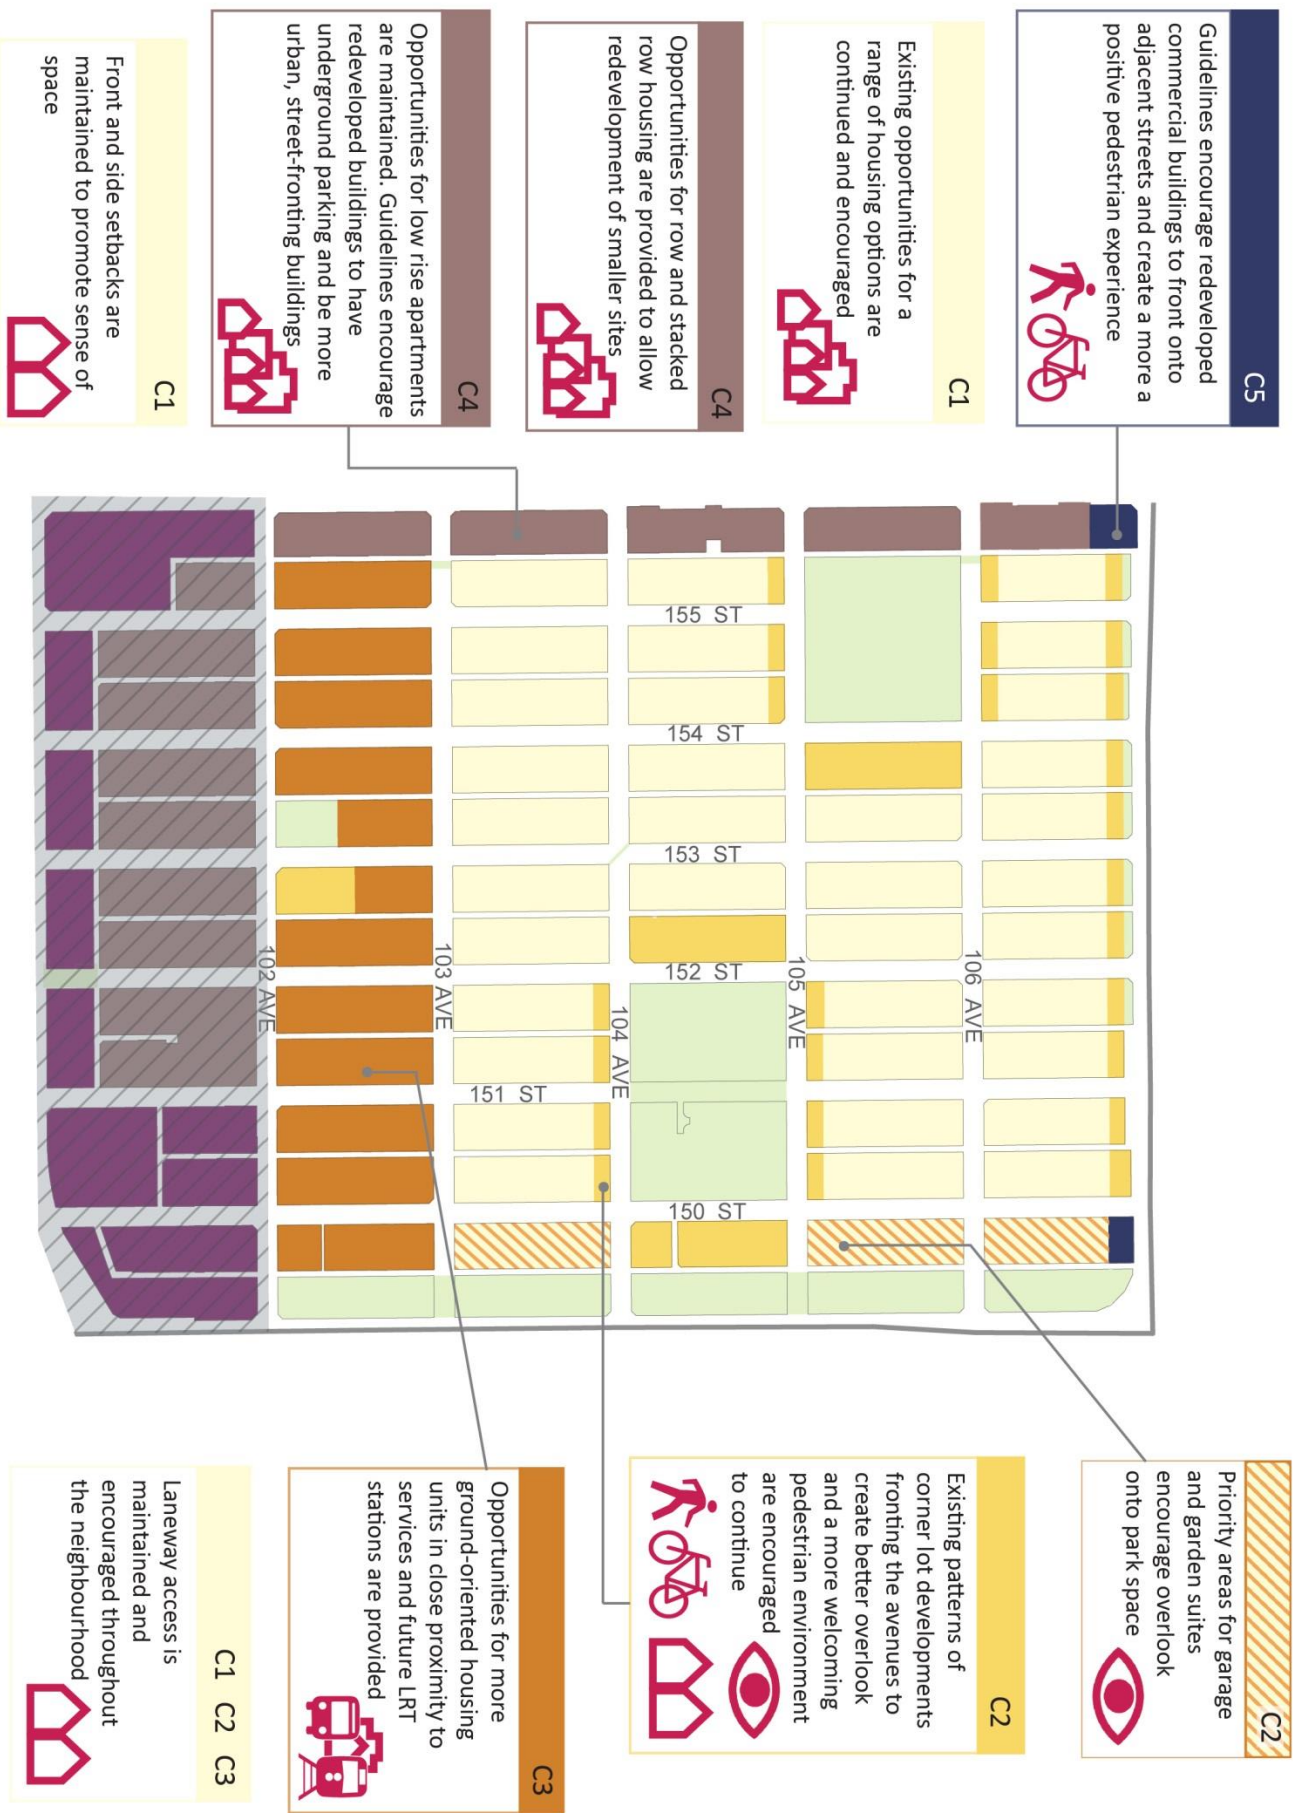 C5
Guidelines encourage redeveloped
commercial buildings to front onto
adjacent streets and create a more a
positive pedestrian experience
C1
Existing opportunities for a
range of housing options are
continued and encouraged
C4
Opportunities for row and stacked
row housing are provided to allow
redevelopment of smaller sites
C4
Opportunities for low rise apartments
are maintained. Guidelines encourage
redeveloped buildings to have
underground parking and be more
urban, street-fronting buildings
C1
Front and side setbacks are
maintained to promote sense of
space
155 ST
154 ST
153 ST
152 ST
151 ST
150 ST
106 AVE
105 AVE
104 AVE
103 AVE
102 AVE
C2
Priority areas for garage
and garden suites
encourage overlook
onto park space
C2
Existing patterns of
corner lot developments
fronting the avenues to
create better overlook
and a more welcoming
pedestrian environment
are encouraged
to continue
C3
Opportunities for more
ground-oriented housing
units in close proximity to
services and future LRT
stations are provided
C1 C2 C3
Laneway access is
maintained and
encouraged throughout
the neighbourhood